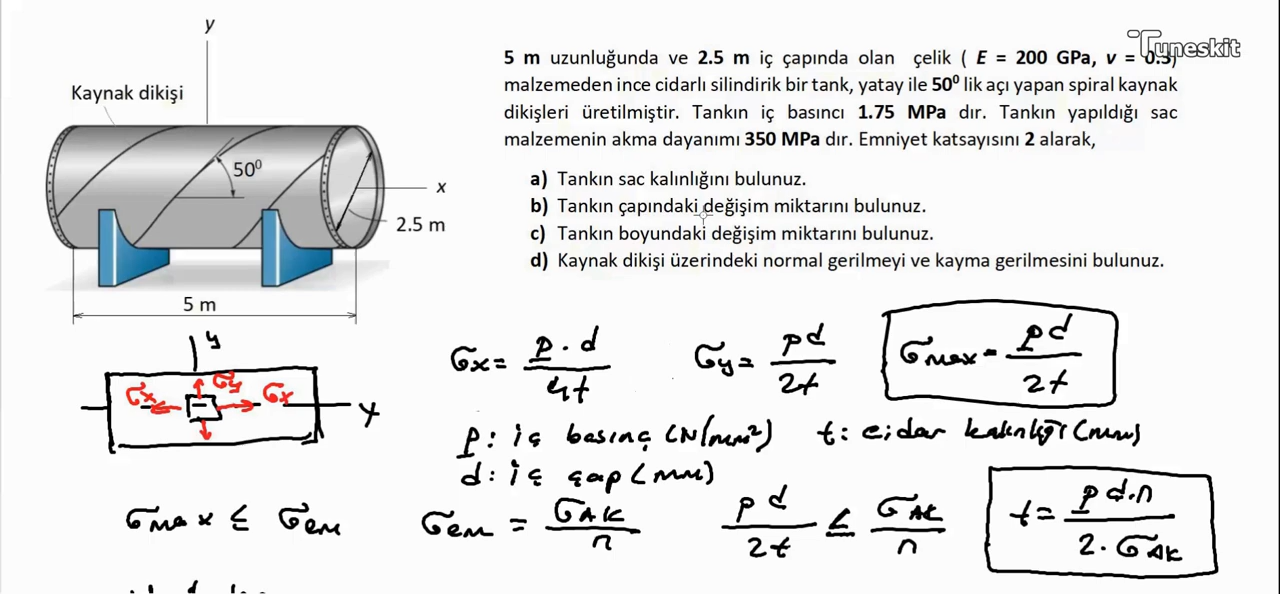 y
Tuneskit
Kaynak dikişi
50⁰
x
2.5 m
5 m
5 m uzunluğunda ve 2.5 m iç çapında olan çelik ( E = 200 GPa, v = 0.3)
malzemeden ince cidarlı silindirik bir tank, yatay ile 50⁰ lik açı yapan spiral kaynak
dikişleri üretilmiştir. Tankın iç basıncı 1.75 MPa dır. Tankın yapıldığı sac
malzemenin akma dayanımı 350 MPa dır. Emniyet katsayısını 2 alarak,
a) Tankın sac kalınlığını bulunuz.
b) Tankın çapındaki değişim miktarını bulunuz.
c) Tankın boyundaki değişim miktarını bulunuz.
d) Kaynak dikişi üzerindeki normal gerilmeyi ve kayma gerilmesini bulunuz.
y
σx σy σx
x
σx = p . d / 4t σy = pd / 2t σmax = pd / 2t
p : iç basınç (N/mm²) t : cidar kalınlığı (mm)
d : iç çap (mm)
σmax ≤ σem σem = σAK / n pd / 2t ≤ σAK / n t = p d . n / 2 . σAK